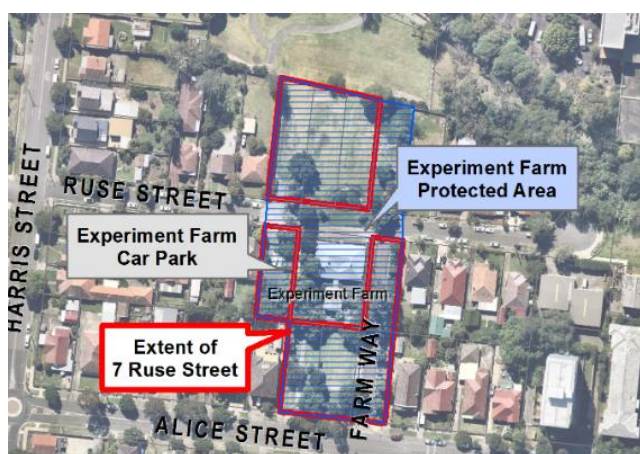 Experiment Farm
Protected Area
RUSE STREET
HARRIS STREET
Experiment Farm
Car Park
Experiment Farm
Extent of
7 Ruse Street
FARM WAY
ALICE STREET